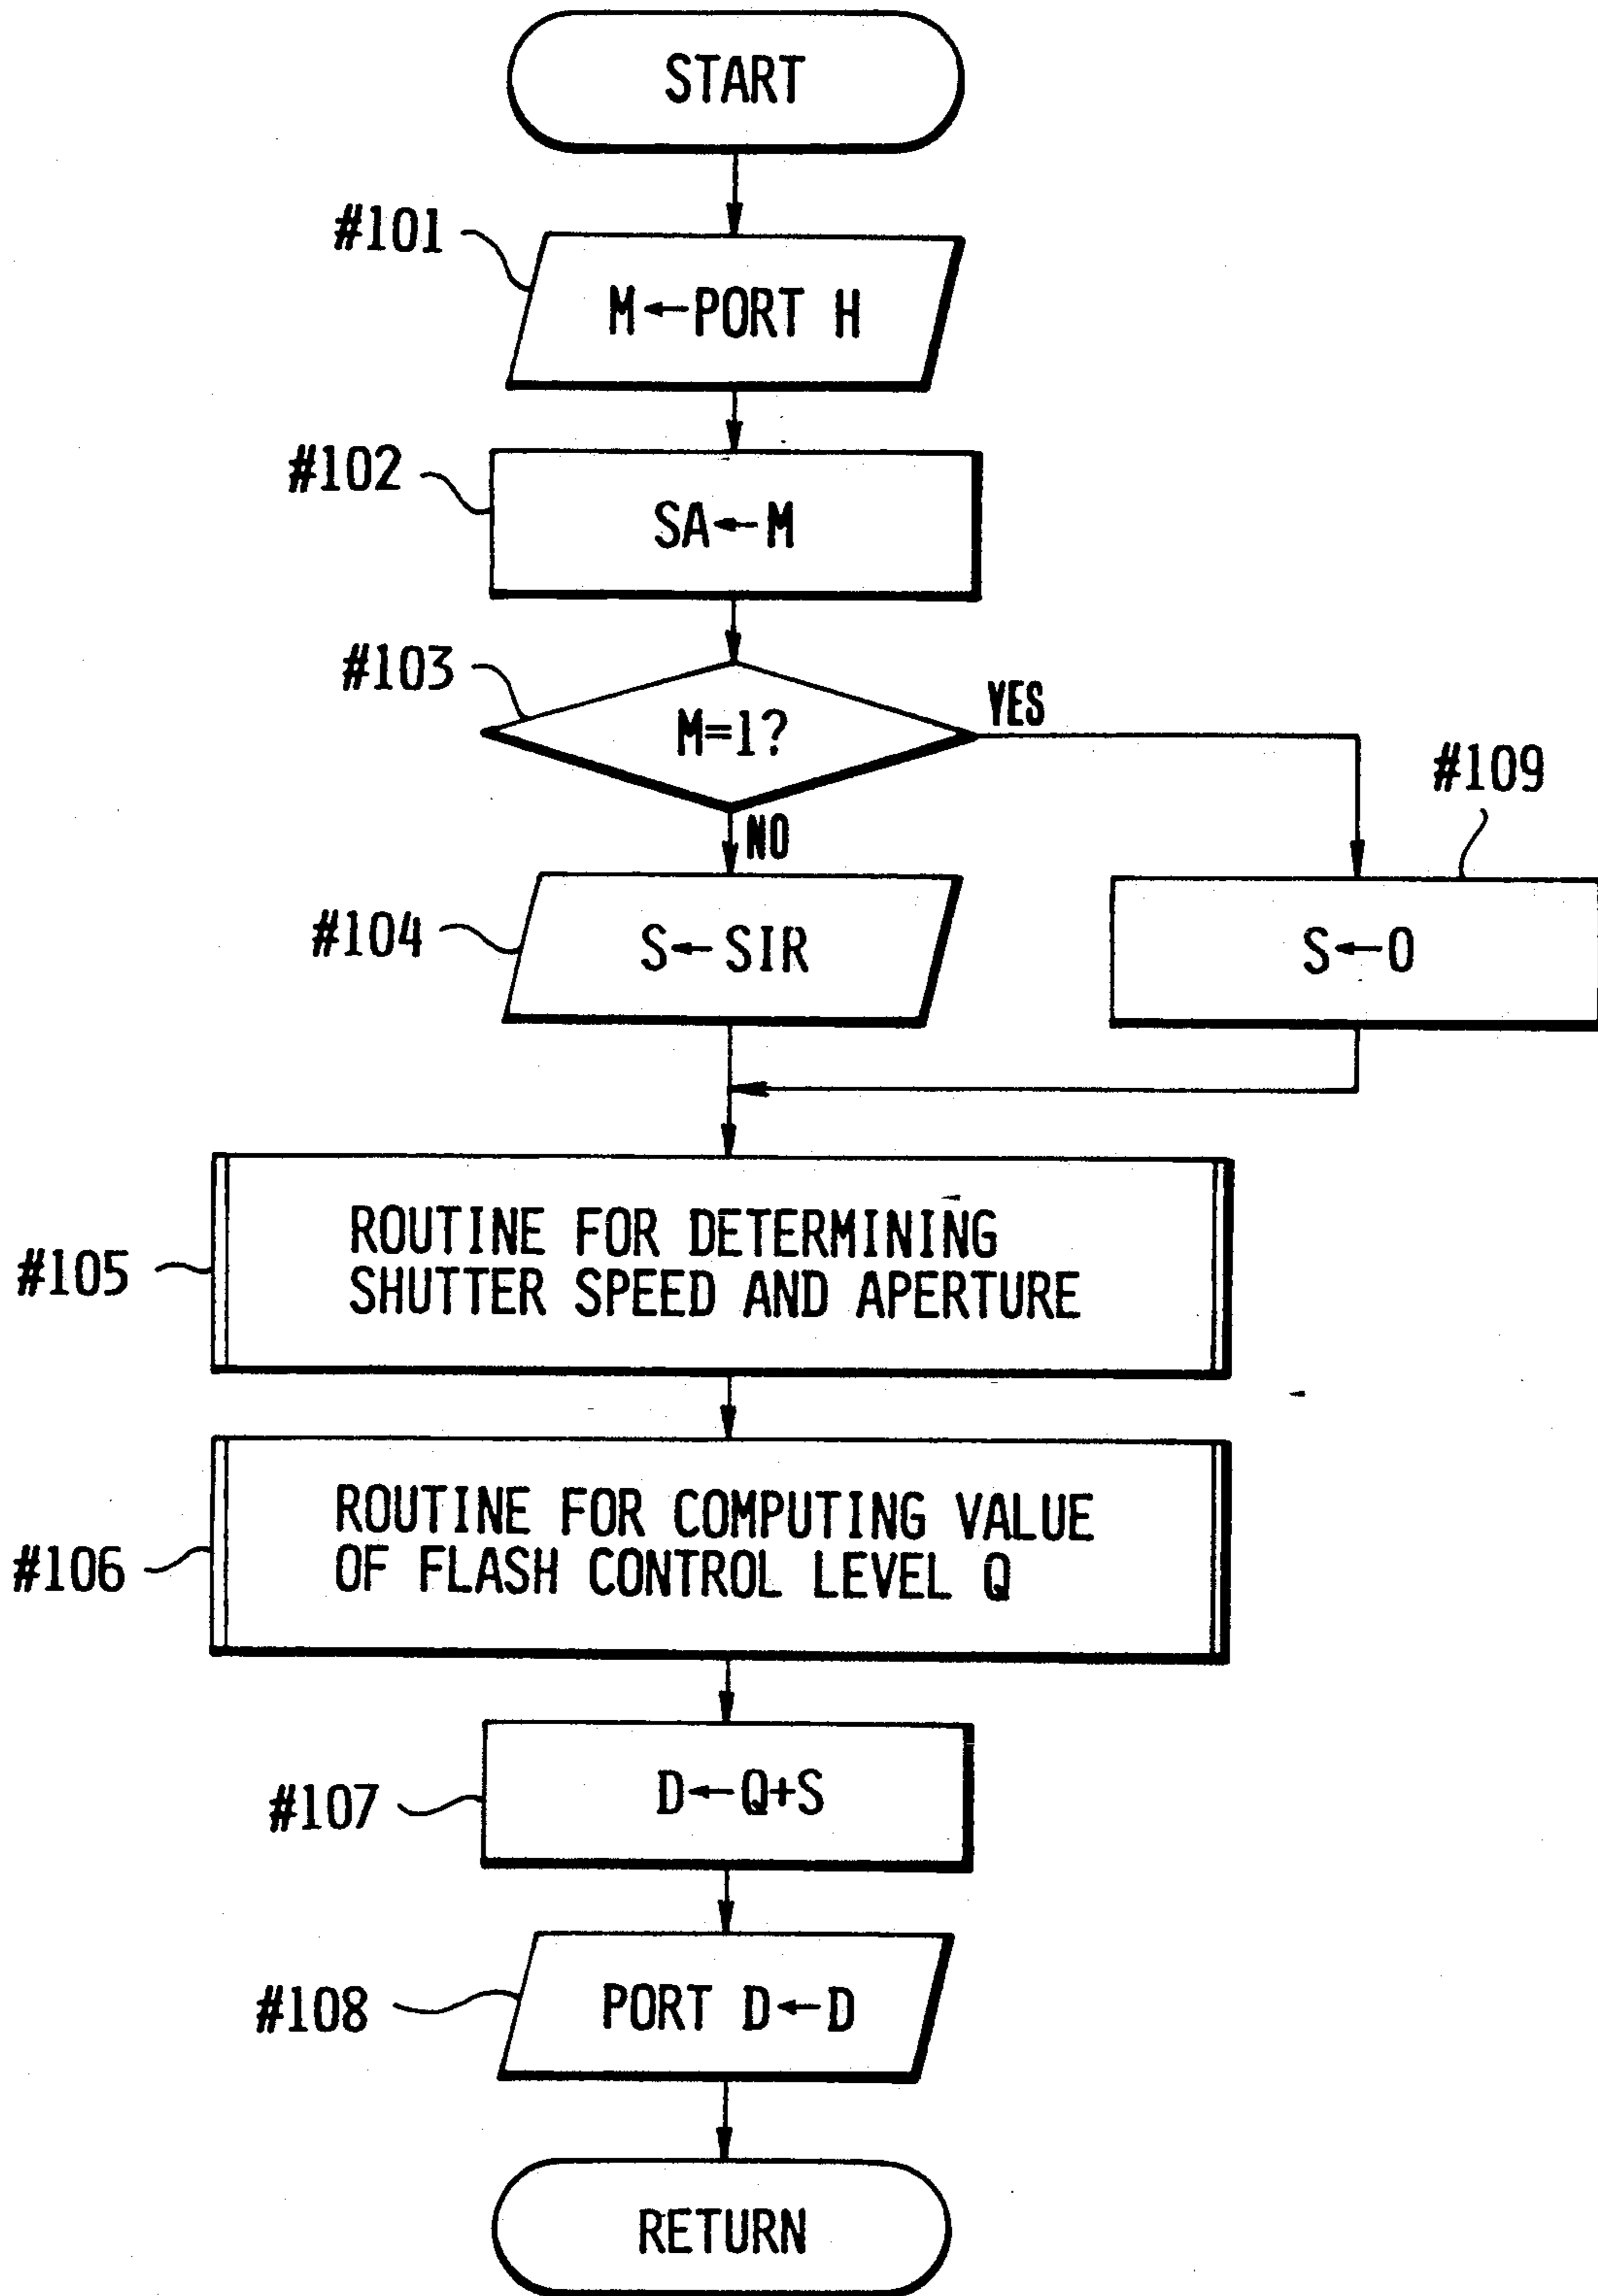 START
#101
M←PORT H
#102
SA←M
#103
M=1?
YES
NO
#109
#104
S←SIR
S←0
#105
ROUTINE FOR DETERMINING
SHUTTER SPEED AND APERTURE
#106
ROUTINE FOR COMPUTING VALUE
OF FLASH CONTROL LEVEL Q
#107
D←Q+S
#108
PORT D←D
RETURN